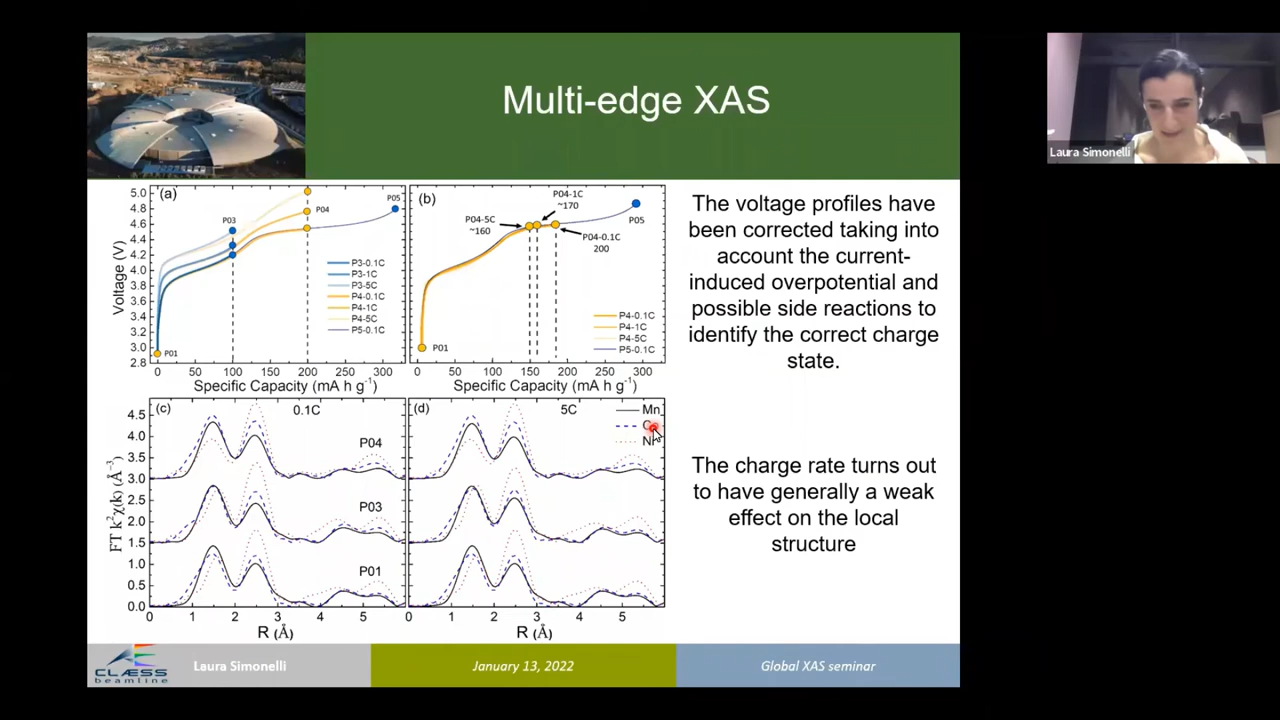 Multi-edge XAS
Laura Simonelli
(a)
5.0
4.8
4.6
4.4
4.2
4.0
3.8
3.6
3.4
3.2
3.0
2.8
Voltage (V)
P03
P04
P05
P01
P3-0.1C
P3-1C
P3-5C
P4-0.1C
P4-1C
P4-5C
P5-0.1C
0 50 100 150 200 250 300
Specific Capacity (mA h g⁻¹)
(b)
P04-1C
~170
P04-5C
~160
P05
P04-0.1C
200
P01
P4-0.1C
P4-1C
P4-5C
P5-0.1C
0 50 100 150 200 250 300
Specific Capacity (mA h g⁻¹)
The voltage profiles have
been corrected taking into
account the current-
induced overpotential and
possible side reactions to
identify the correct charge
state.
(c)
0.1C
4.5
4.0
3.5
3.0
2.5
2.0
1.5
1.0
0.5
0.0
FT k²χ(k) (Å⁻³)
P04
P03
P01
0 1 2 3 4 5
R (Å)
(d)
5C
Mn
0 1 2 3 4 5
R (Å)
The charge rate turns out
to have generally a weak
effect on the local
structure
CLÆSS
beamline
Laura Simonelli
January 13, 2022
Global XAS seminar